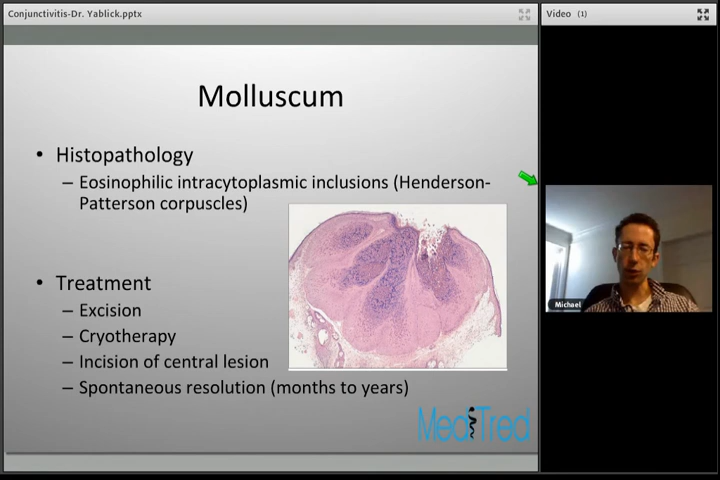 Conjunctivitis-Dr. Yablick.pptx
Video (1)
Molluscum
• Histopathology
– Eosinophilic intracytoplasmic inclusions (Henderson-
Patterson corpuscles)
• Treatment
– Excision
– Cryotherapy
– Incision of central lesion
– Spontaneous resolution (months to years)
Michael
MediTred